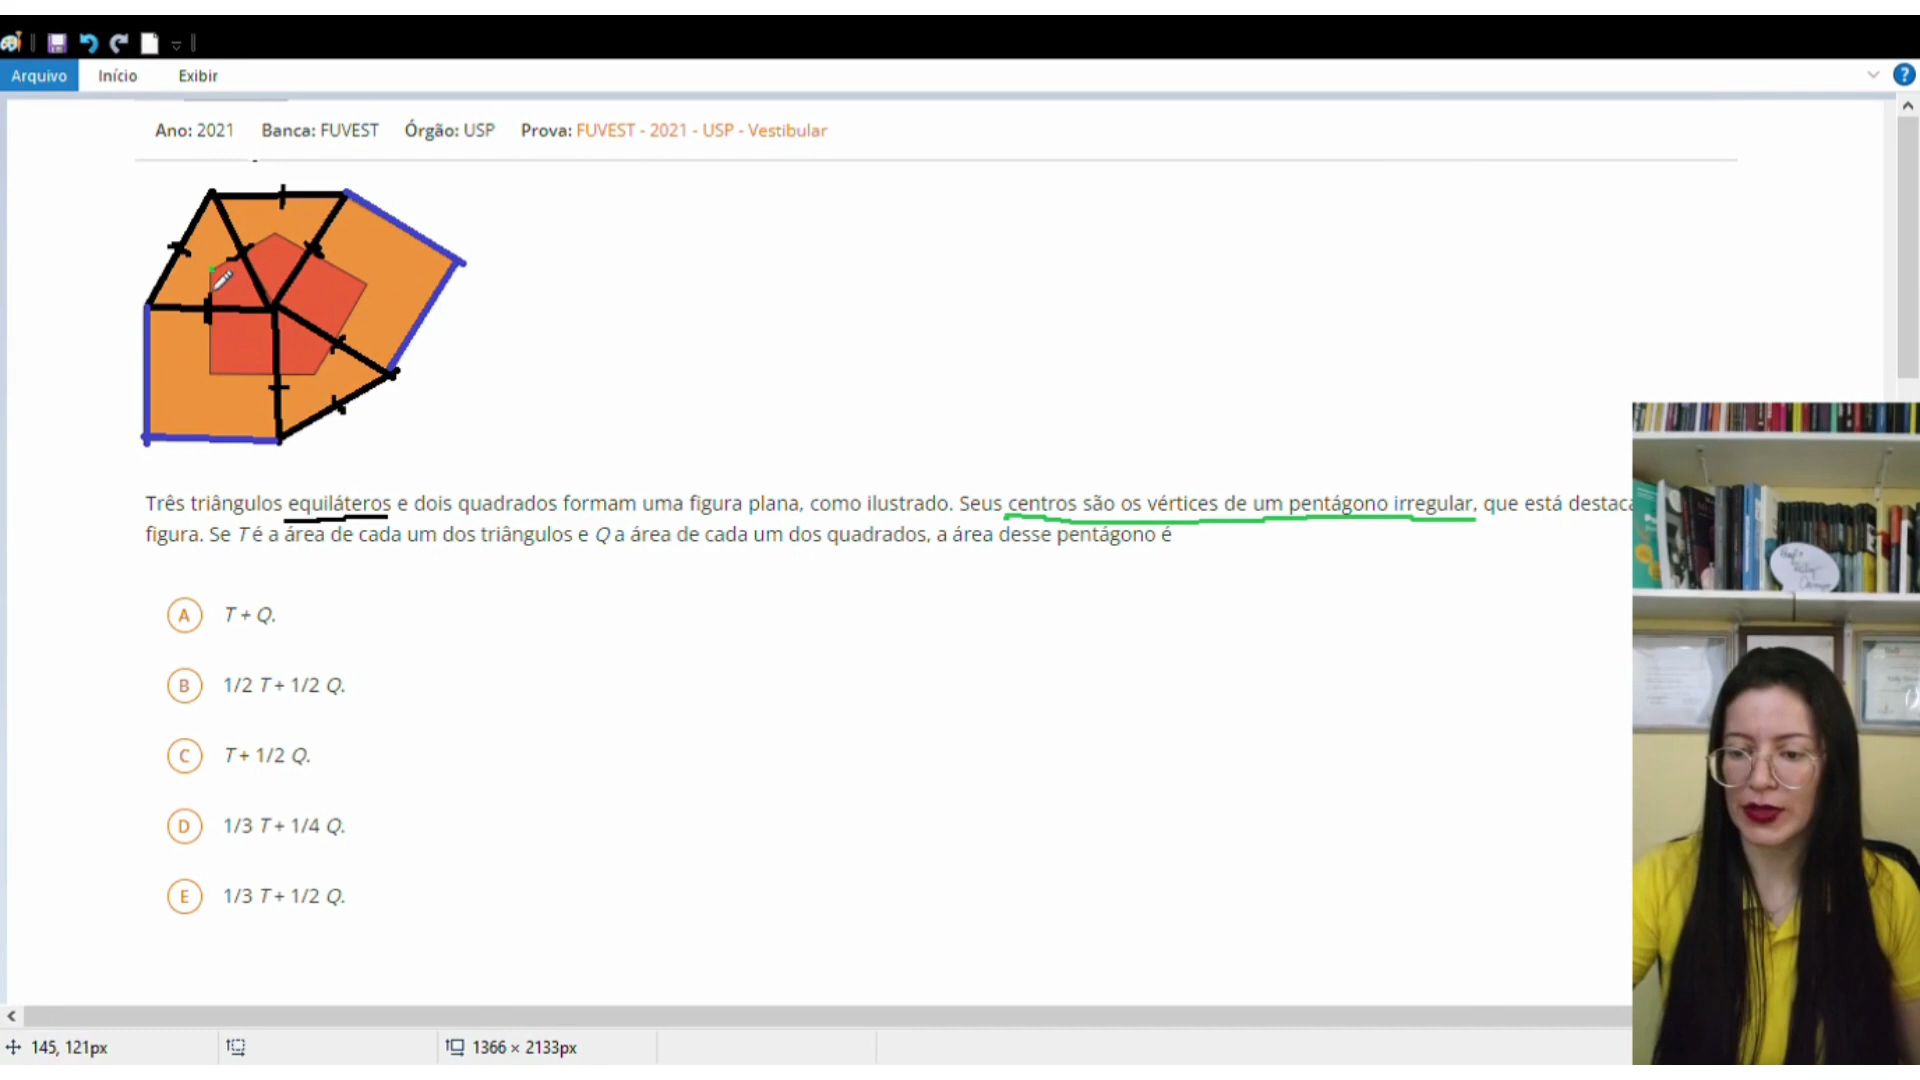 Arquivo Início Exibir
Ano: 2021 Banca: FUVEST Órgão: USP Prova: FUVEST - 2021 - USP - Vestibular
Três triângulos equiláteros e dois quadrados formam uma figura plana, como ilustrado. Seus centros são os vértices de um pentágono irregular, que está destaca
figura. Se T é a área de cada um dos triângulos e Q a área de cada um dos quadrados, a área desse pentágono é
A T + Q.
B 1/2 T + 1/2 Q.
C T + 1/2 Q.
D 1/3 T + 1/4 Q.
E 1/3 T + 1/2 Q.
145, 121px 1366 × 2133px